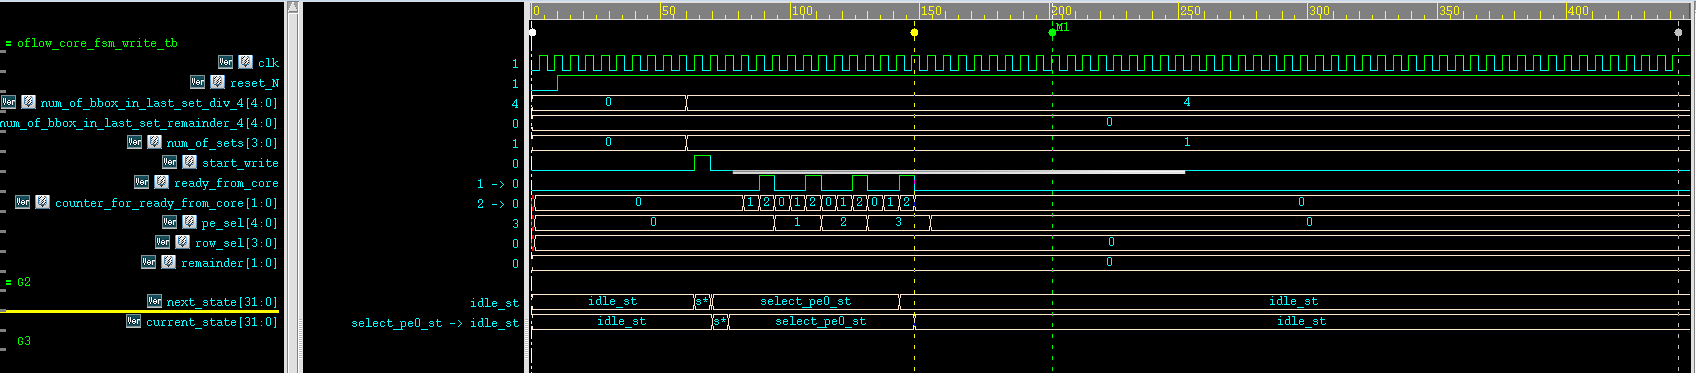 0 50 100 150 200 250 300 350 400
M1
oflow_core_fsm_write_tb
Ver clk 1
Ver reset_N 1
Ver num_of_bbox_in_last_set_div_4[4:0] 4 0 4
num_of_bbox_in_last_set_remainder_4[4:0] 0 0
Ver num_of_sets[3:0] 1 0 1
Ver start_write 0
Ver ready_from_core 1 -> 0
Ver counter_for_ready_from_core[1:0] 2 -> 0 0 1 2 0 1 2 0 1 2 0 1 2 0
Ver pe_sel[4:0] 3 0 1 2 3 0
Ver row_sel[3:0] 0 0
Ver remainder[1:0] 0 0
G2
Ver next_state[31:0] idle_st idle_st s* select_pe0_st idle_st
Ver current_state[31:0] select_pe0_st -> idle_st idle_st s* select_pe0_st idle_st
G3